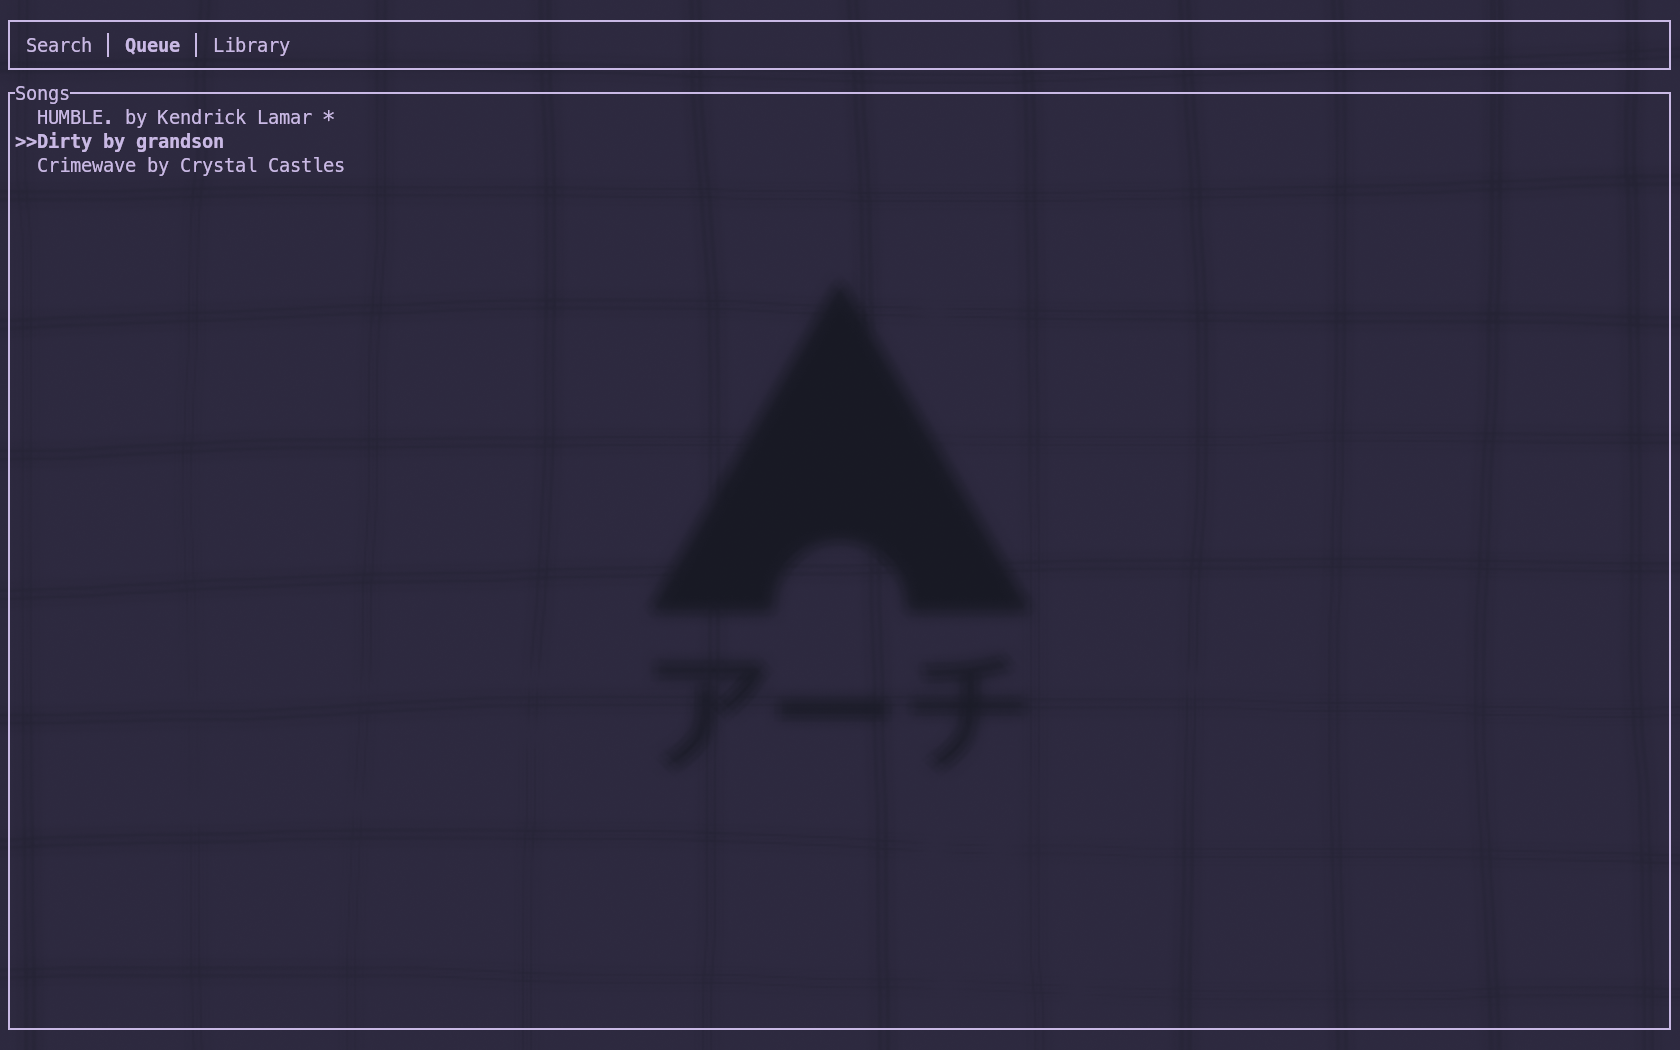 Search │ Queue │ Library
Songs
HUMBLE. by Kendrick Lamar *
>>Dirty by grandson
Crimewave by Crystal Castles
アーチ